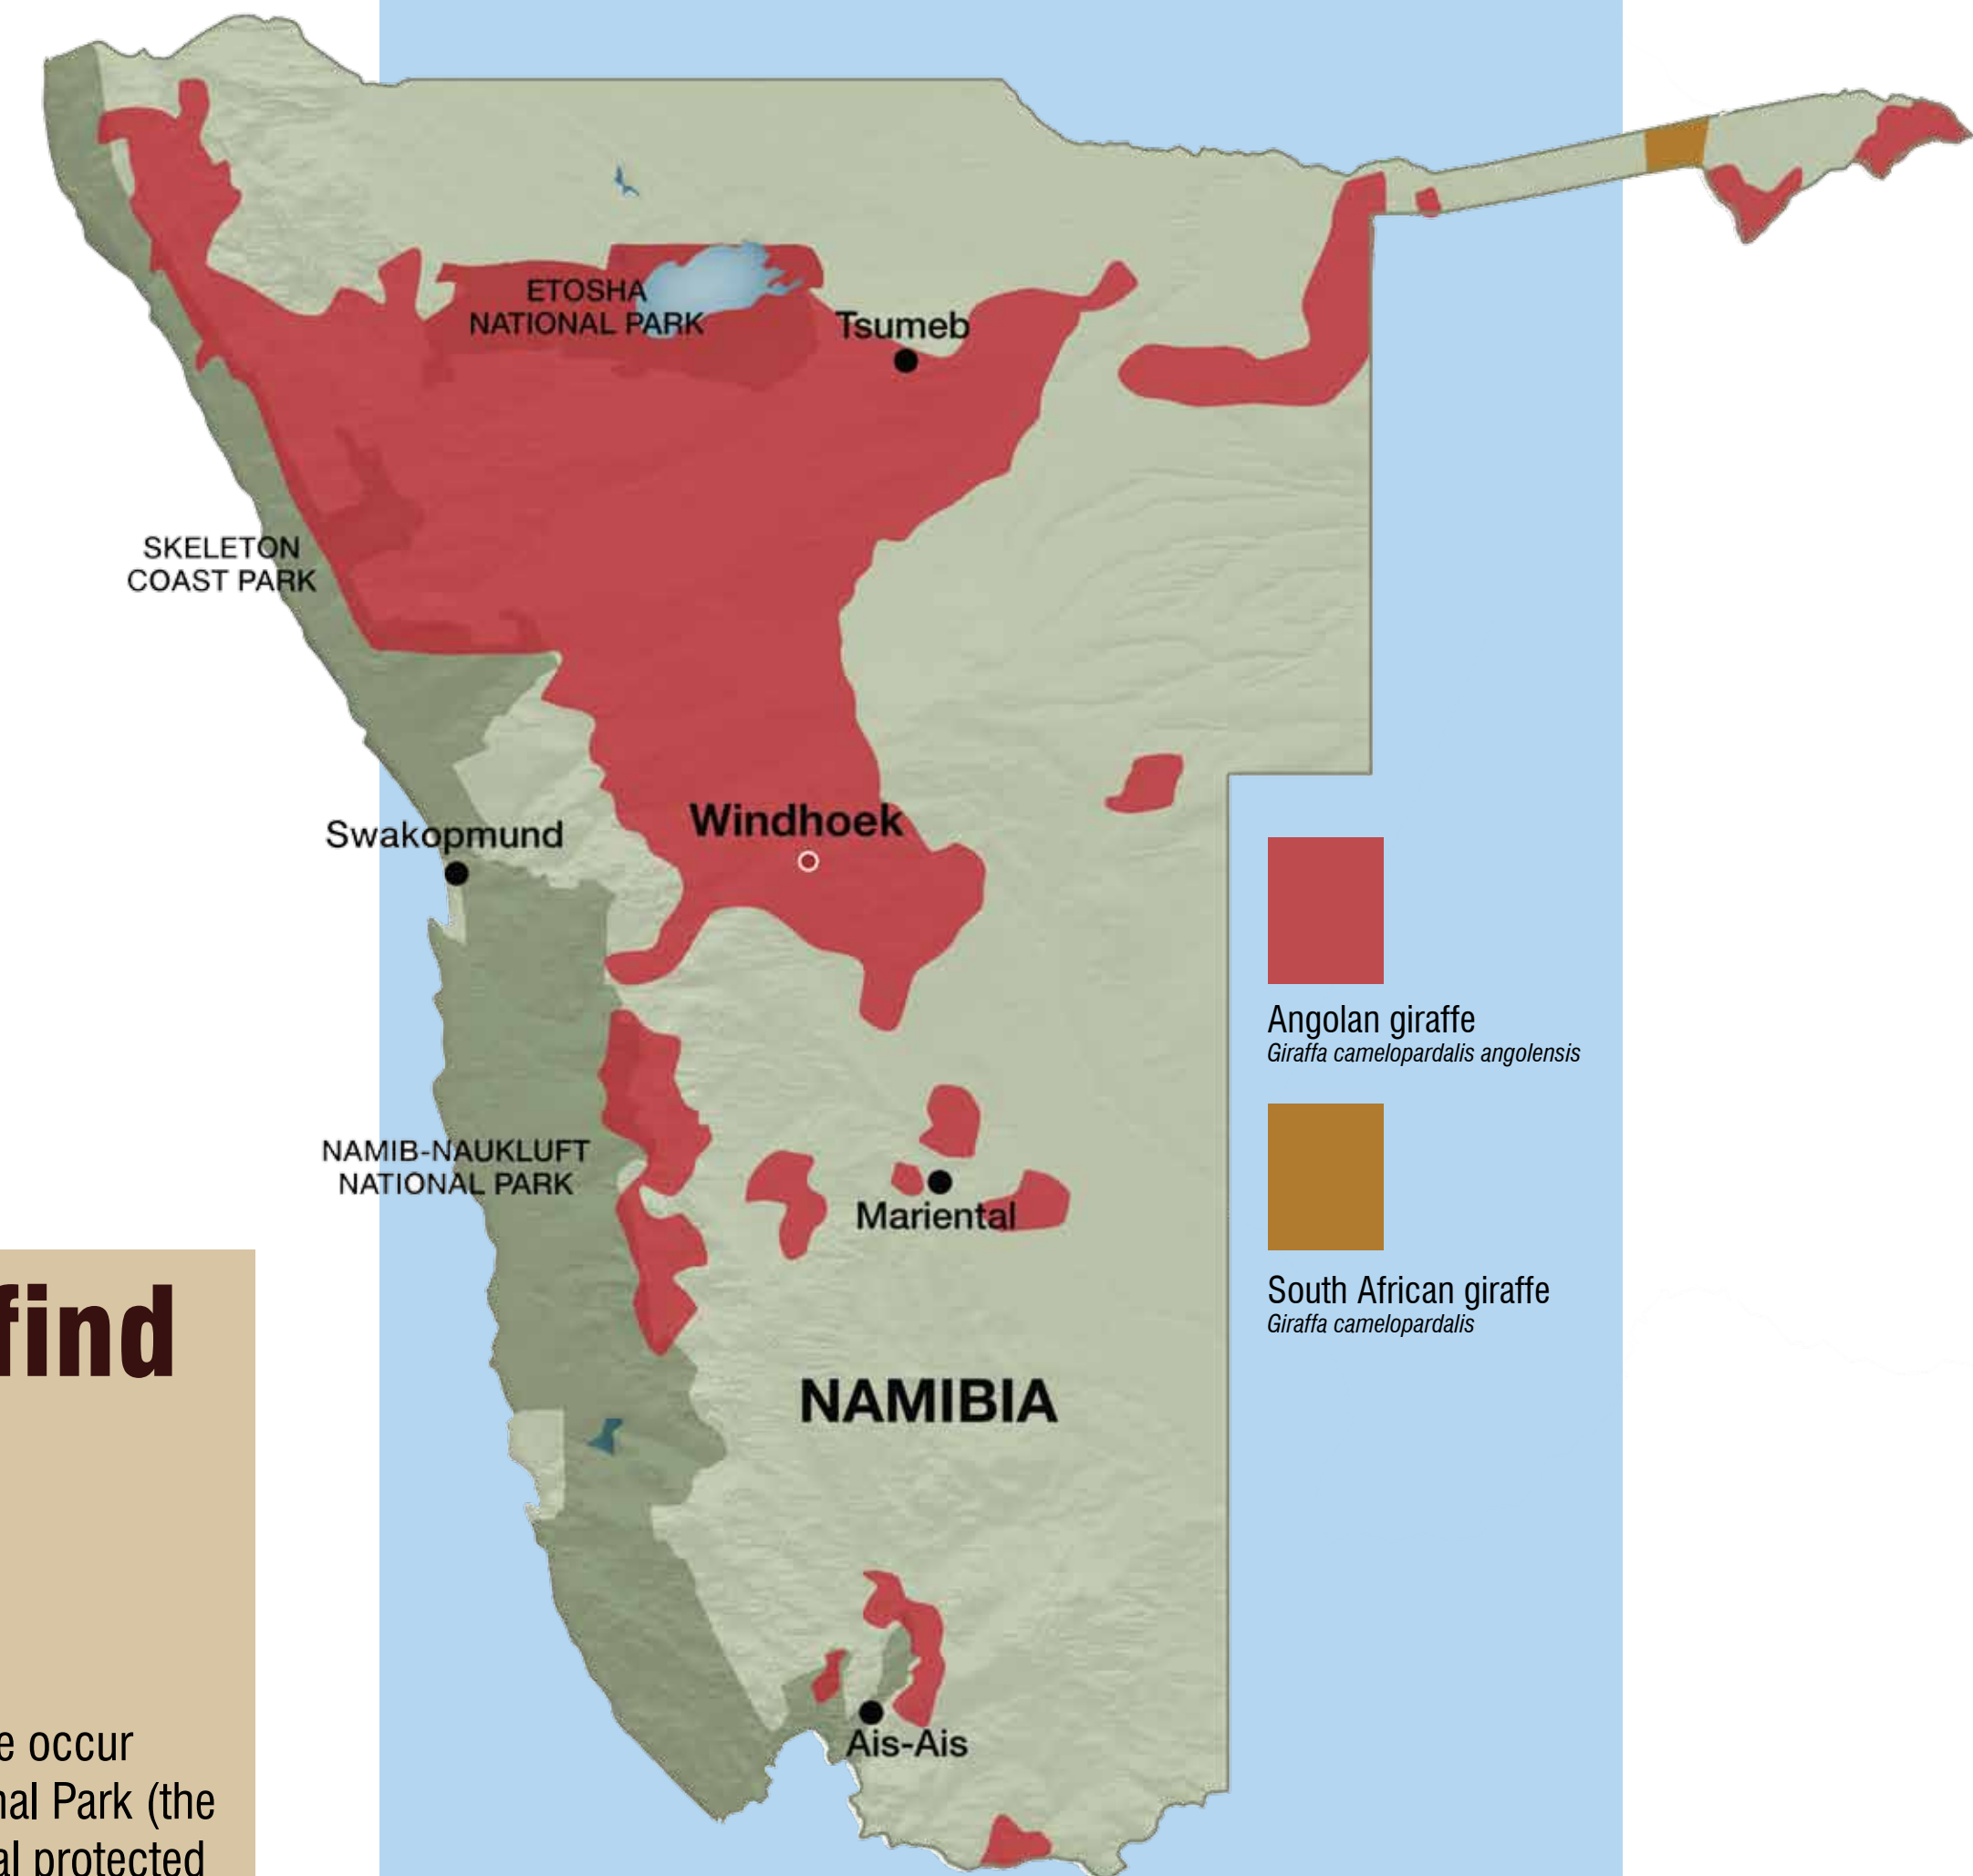 ETOSHA
NATIONAL PARK
Tsumeb
SKELETON
COAST PARK
Windhoek
Swakopmund
Angolan giraffe
Giraffa camelopardalis angolensis
NAMIB-NAUKLUFT
NATIONAL PARK
Mariental
South African giraffe
Giraffa camelopardalis
find
NAMIBIA
e occur
nal Park (the
al protected
Ais-Ais